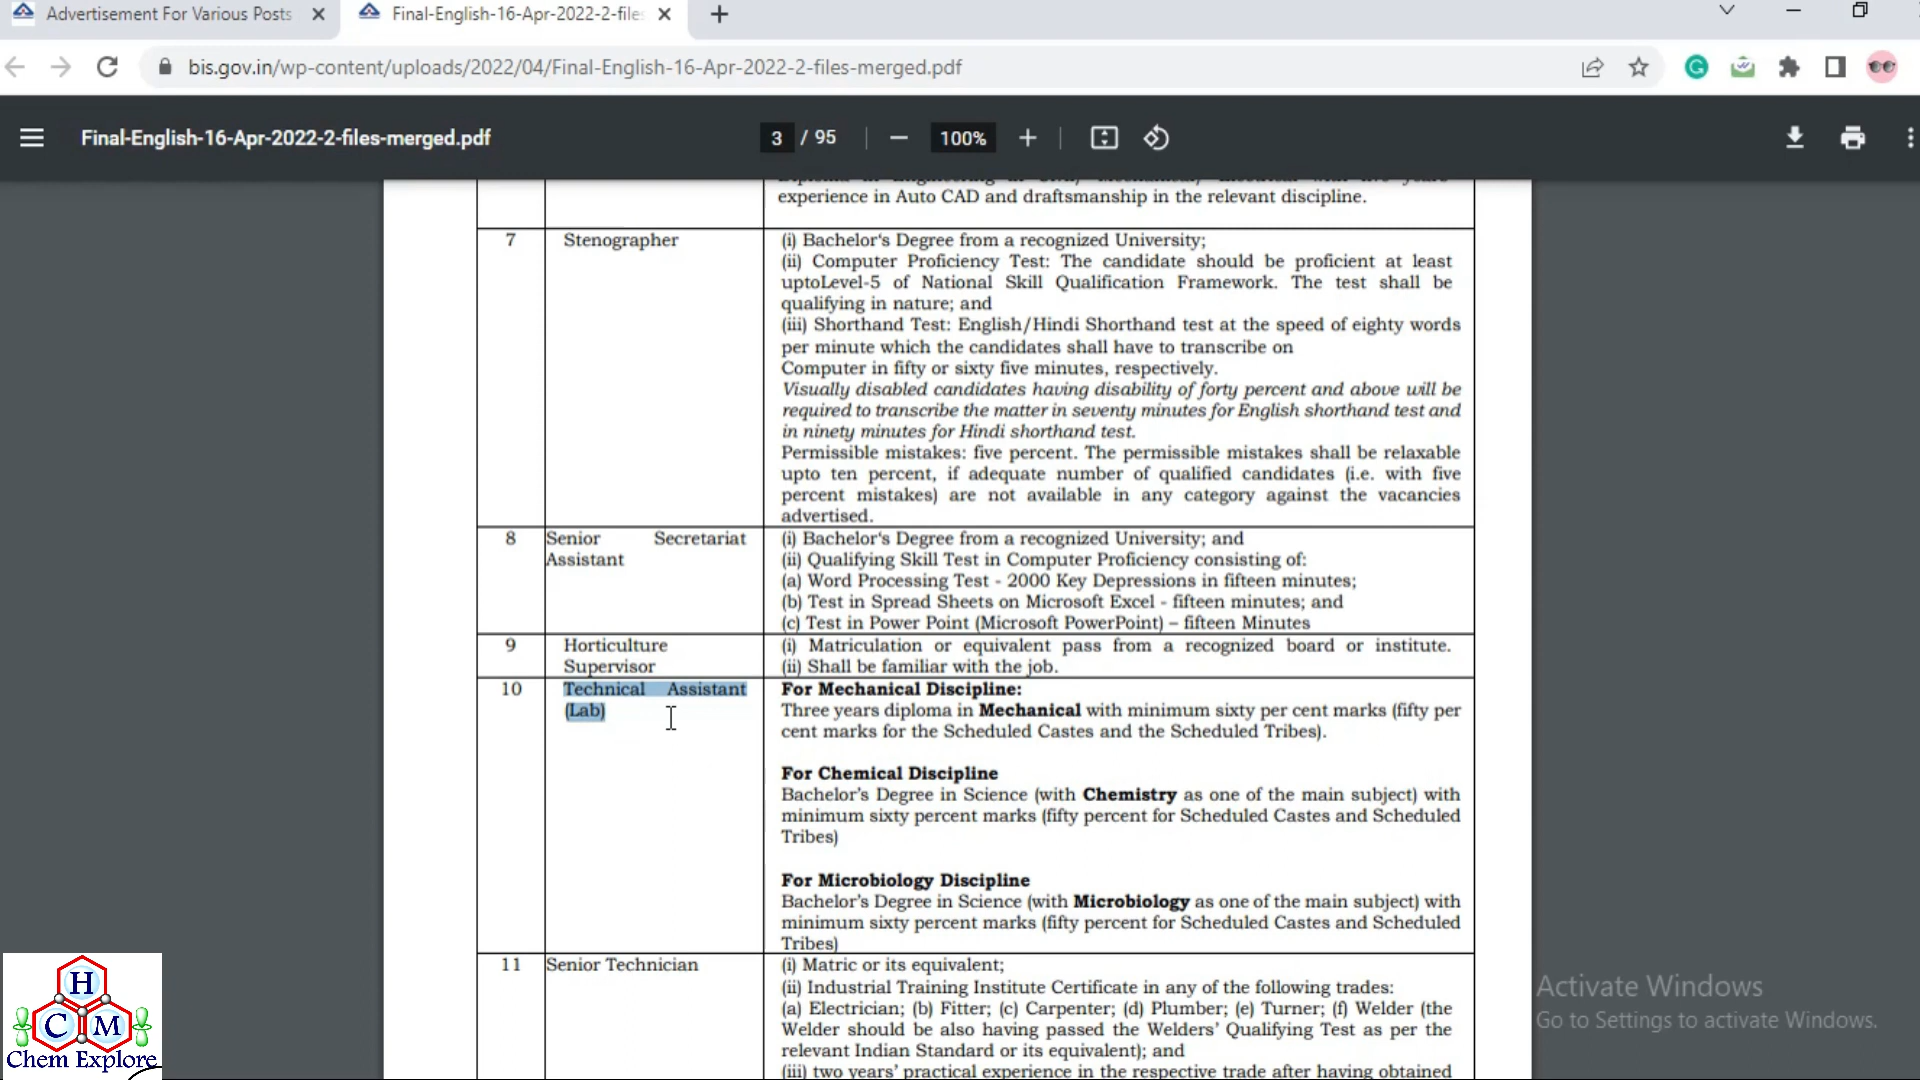 Advertisement For Various Posts
Final-English-16-Apr-2022-2-file
bis.gov.in/wp-content/uploads/2022/04/Final-English-16-Apr-2022-2-files-merged.pdf
Final-English-16-Apr-2022-2-files-merged.pdf
3 / 95
100%
experience in Auto CAD and draftsmanship in the relevant discipline.
7
Stenographer
(i) Bachelor's Degree from a recognized University;
(ii) Computer Proficiency Test: The candidate should be proficient at least
uptoLevel-5 of National Skill Qualification Framework. The test shall be
qualifying in nature; and
(iii) Shorthand Test: English/Hindi Shorthand test at the speed of eighty words
per minute which the candidates shall have to transcribe on
Computer in fifty or sixty five minutes, respectively.
Visually disabled candidates having disability of forty percent and above will be
required to transcribe the matter in seventy minutes for English shorthand test and
in ninety minutes for Hindi shorthand test.
Permissible mistakes: five percent. The permissible mistakes shall be relaxable
upto ten percent, if adequate number of qualified candidates (i.e. with five
percent mistakes) are not available in any category against the vacancies
advertised.
8
Senior Secretariat
Assistant
(i) Bachelor's Degree from a recognized University; and
(ii) Qualifying Skill Test in Computer Proficiency consisting of:
(a) Word Processing Test - 2000 Key Depressions in fifteen minutes;
(b) Test in Spread Sheets on Microsoft Excel - fifteen minutes; and
(c) Test in Power Point (Microsoft PowerPoint) – fifteen Minutes
9
Horticulture
Supervisor
(i) Matriculation or equivalent pass from a recognized board or institute.
(ii) Shall be familiar with the job.
10
Technical Assistant
(Lab)
For Mechanical Discipline:
Three years diploma in Mechanical with minimum sixty per cent marks (fifty per
cent marks for the Scheduled Castes and the Scheduled Tribes).
For Chemical Discipline
Bachelor's Degree in Science (with Chemistry as one of the main subject) with
minimum sixty percent marks (fifty percent for Scheduled Castes and Scheduled
Tribes)
For Microbiology Discipline
Bachelor's Degree in Science (with Microbiology as one of the main subject) with
minimum sixty percent marks (fifty percent for Scheduled Castes and Scheduled
Tribes)
11
Senior Technician
(i) Matric or its equivalent;
(ii) Industrial Training Institute Certificate in any of the following trades:
(a) Electrician; (b) Fitter; (c) Carpenter; (d) Plumber; (e) Turner; (f) Welder (the
Welder should be also having passed the Welders' Qualifying Test as per the
relevant Indian Standard or its equivalent); and
(iii) two years' practical experience in the respective trade after having obtained
H
C M
Chem Explore
Activate Windows
Go to Settings to activate Windows.